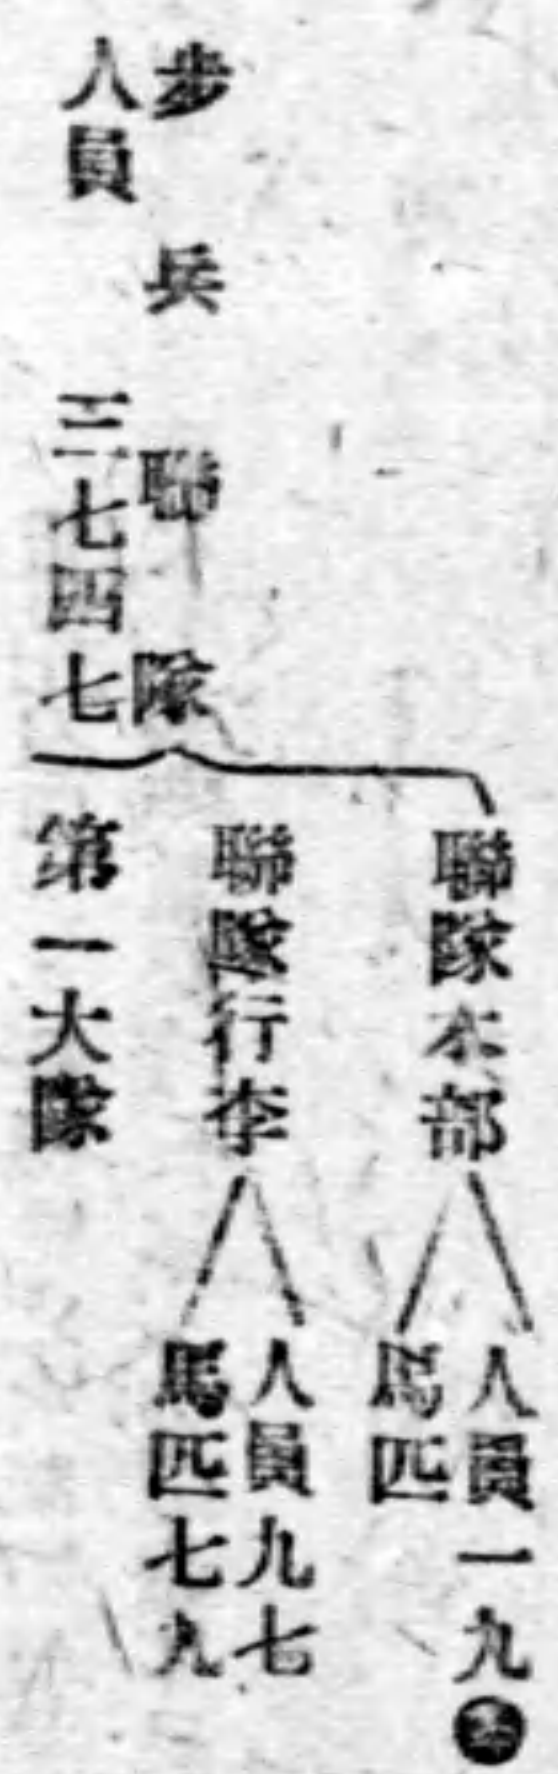 步兵聯隊
人員 三七四七
聯隊本部
人員一九
馬匹
聯隊行李
人員九七
馬匹七九
第一大隊